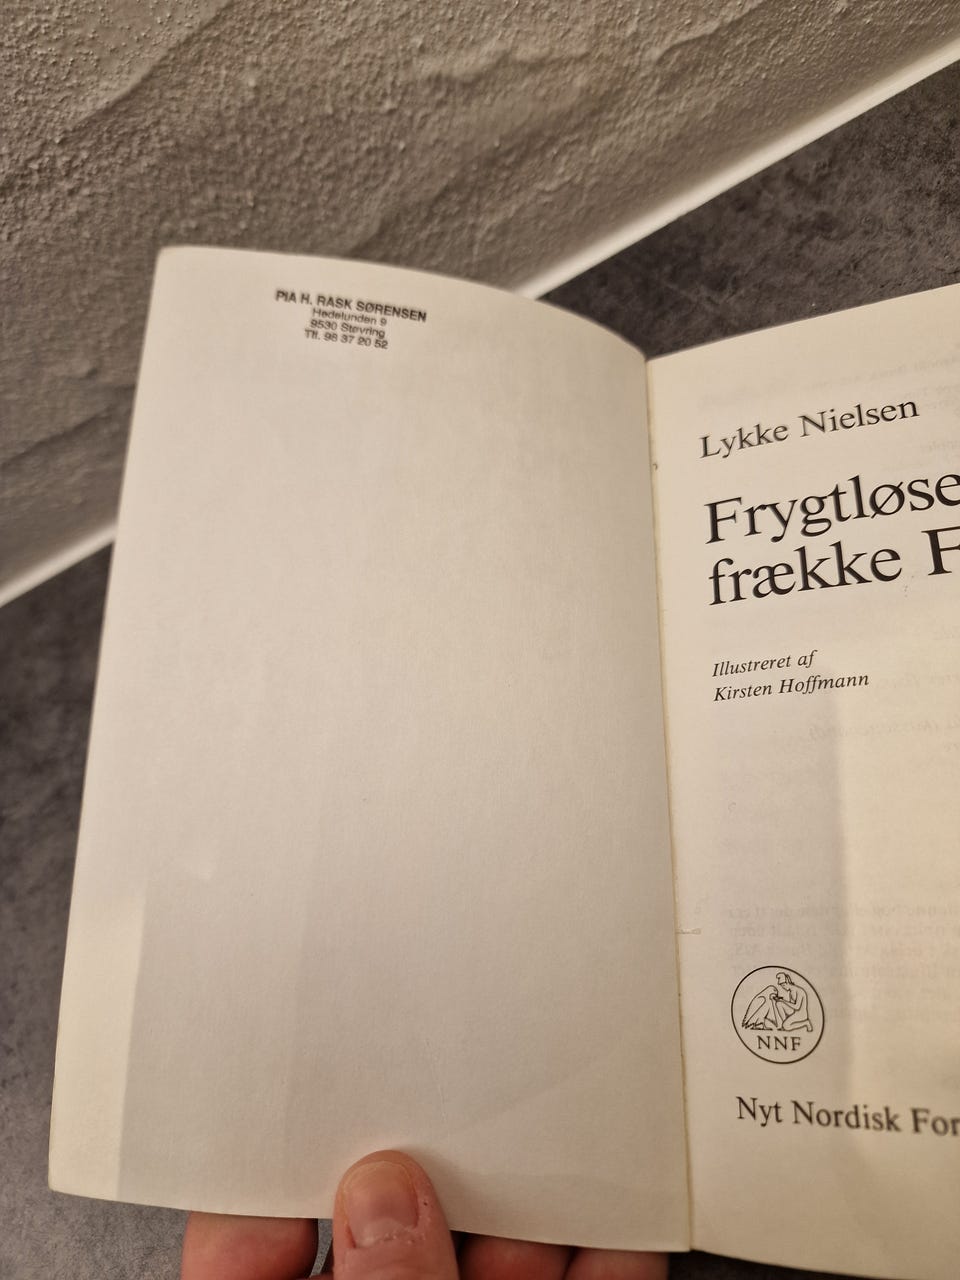 PIA H. RASK SØRENSEN
Hedelunden 9
9530 Støvring
Tlf. 98 37 20 52
Lykke Nielsen
Frygtløse
frække F
Illustreret af
Kirsten Hoffmann
NNF
Nyt Nordisk For